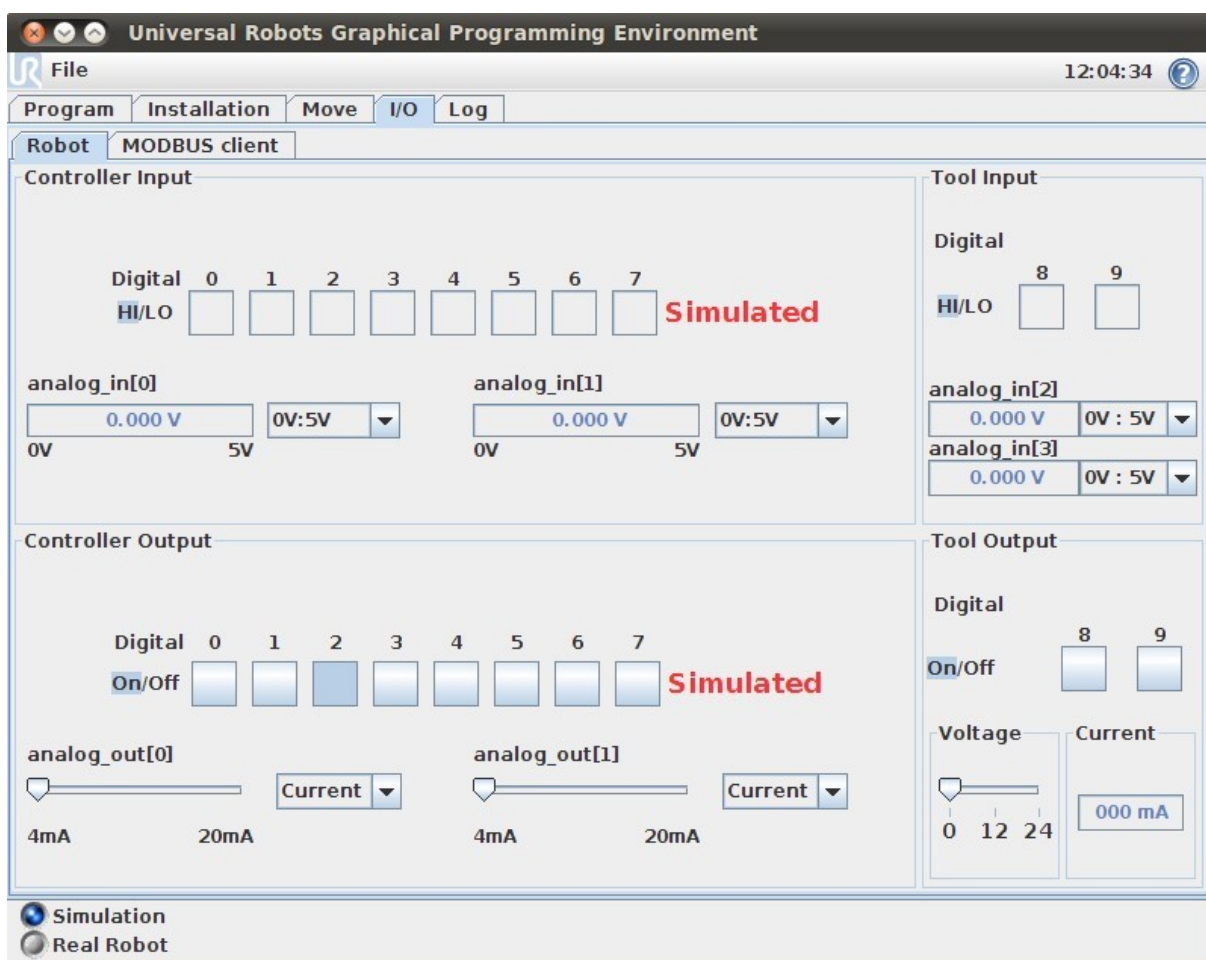 Universal Robots Graphical Programming Environment
File 12:04:34 ?
Program Installation Move I/O Log
Robot MODBUS client
Controller Input
Digital 0 1 2 3 4 5 6 7
HI/LO Simulated
analog_in[0] analog_in[1]
0.000 V 0V:5V 0.000 V 0V:5V
0V 5V 0V 5V
Tool Input
Digital
8 9
HI/LO
analog_in[2]
0.000 V 0V : 5V
analog_in[3]
0.000 V 0V : 5V
Controller Output
Digital 0 1 2 3 4 5 6 7
On/Off Simulated
analog_out[0] analog_out[1]
Current Current
4mA 20mA 4mA 20mA
Tool Output
Digital
8 9
On/Off
Voltage Current
000 mA
0 12 24
Simulation
Real Robot